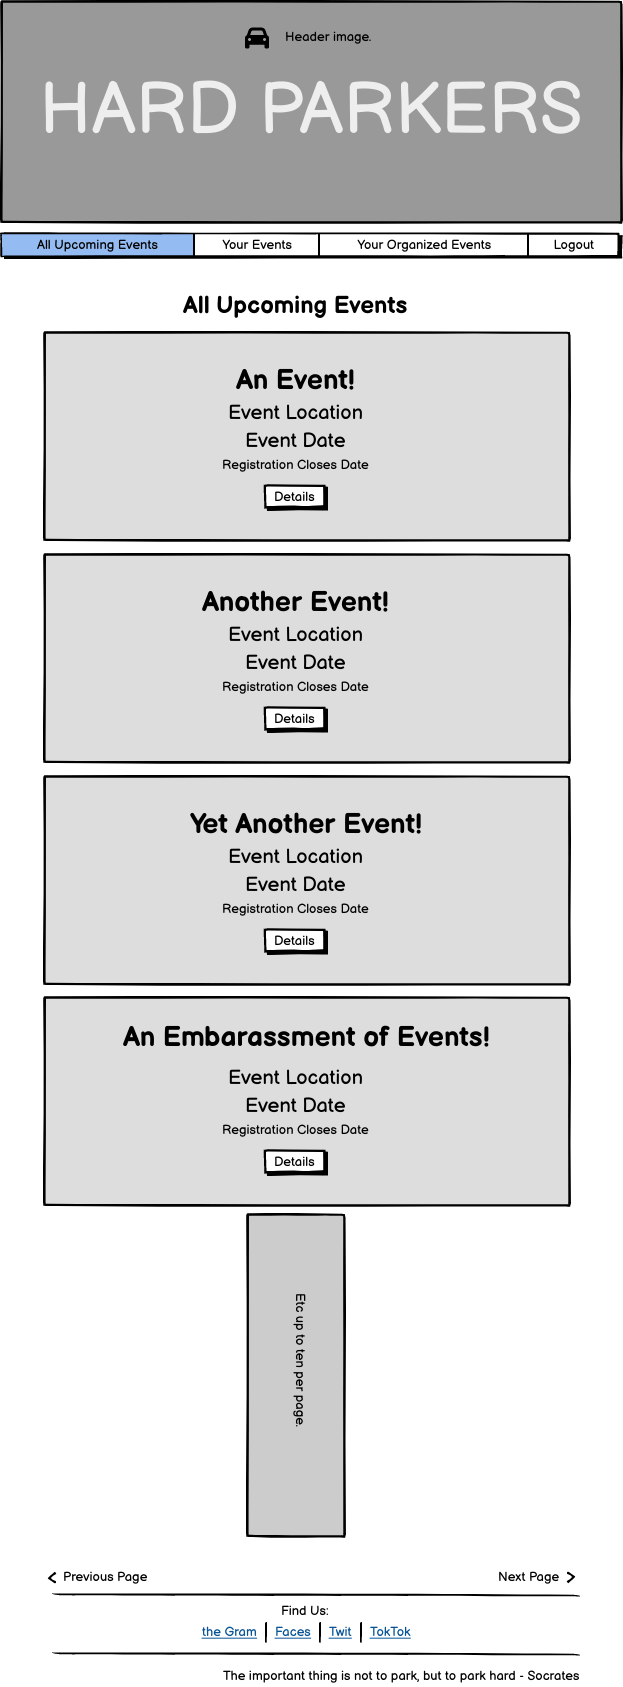 Header image.
HARD PARKERS
All Upcoming Events
Your Events
Your Organized Events
Logout
All Upcoming Events
An Event!
Event Location
Event Date
Registration Closes Date
Details
Another Event!
Event Location
Event Date
Registration Closes Date
Details
Yet Another Event!
Event Location
Event Date
Registration Closes Date
Details
An Embarassment of Events!
Event Location
Event Date
Registration Closes Date
Details
Etc up to ten per page.
Previous Page
Next Page
Find Us:
the Gram | Faces | Twit | TokTok
The important thing is not to park, but to park hard - Socrates